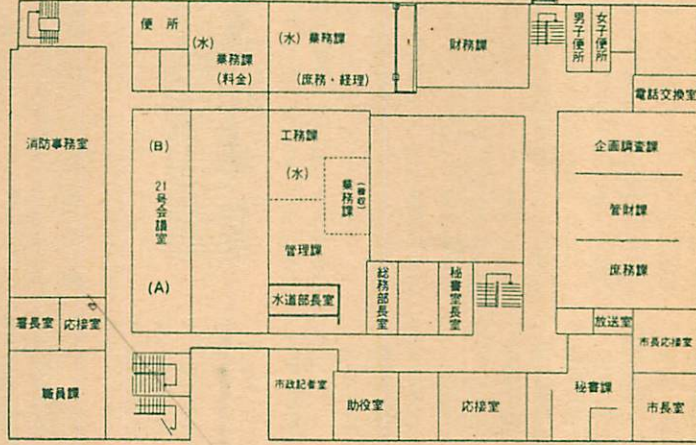 便所
(水)
業務課
(料金)
(水) 業務課
(庶務・経理)
財務課
男子便所
女子便所
電話交換室
消防事務室
(B)
21号会議室
(A)
工務課
(水)
業務課
管理課
水道部長室
総務部長室
秘書室長室
企画調査課
管財課
庶務課
放送室
署長室
応接室
職員課
市政記者室
助役室
応接室
秘書課
市長応接室
市長室